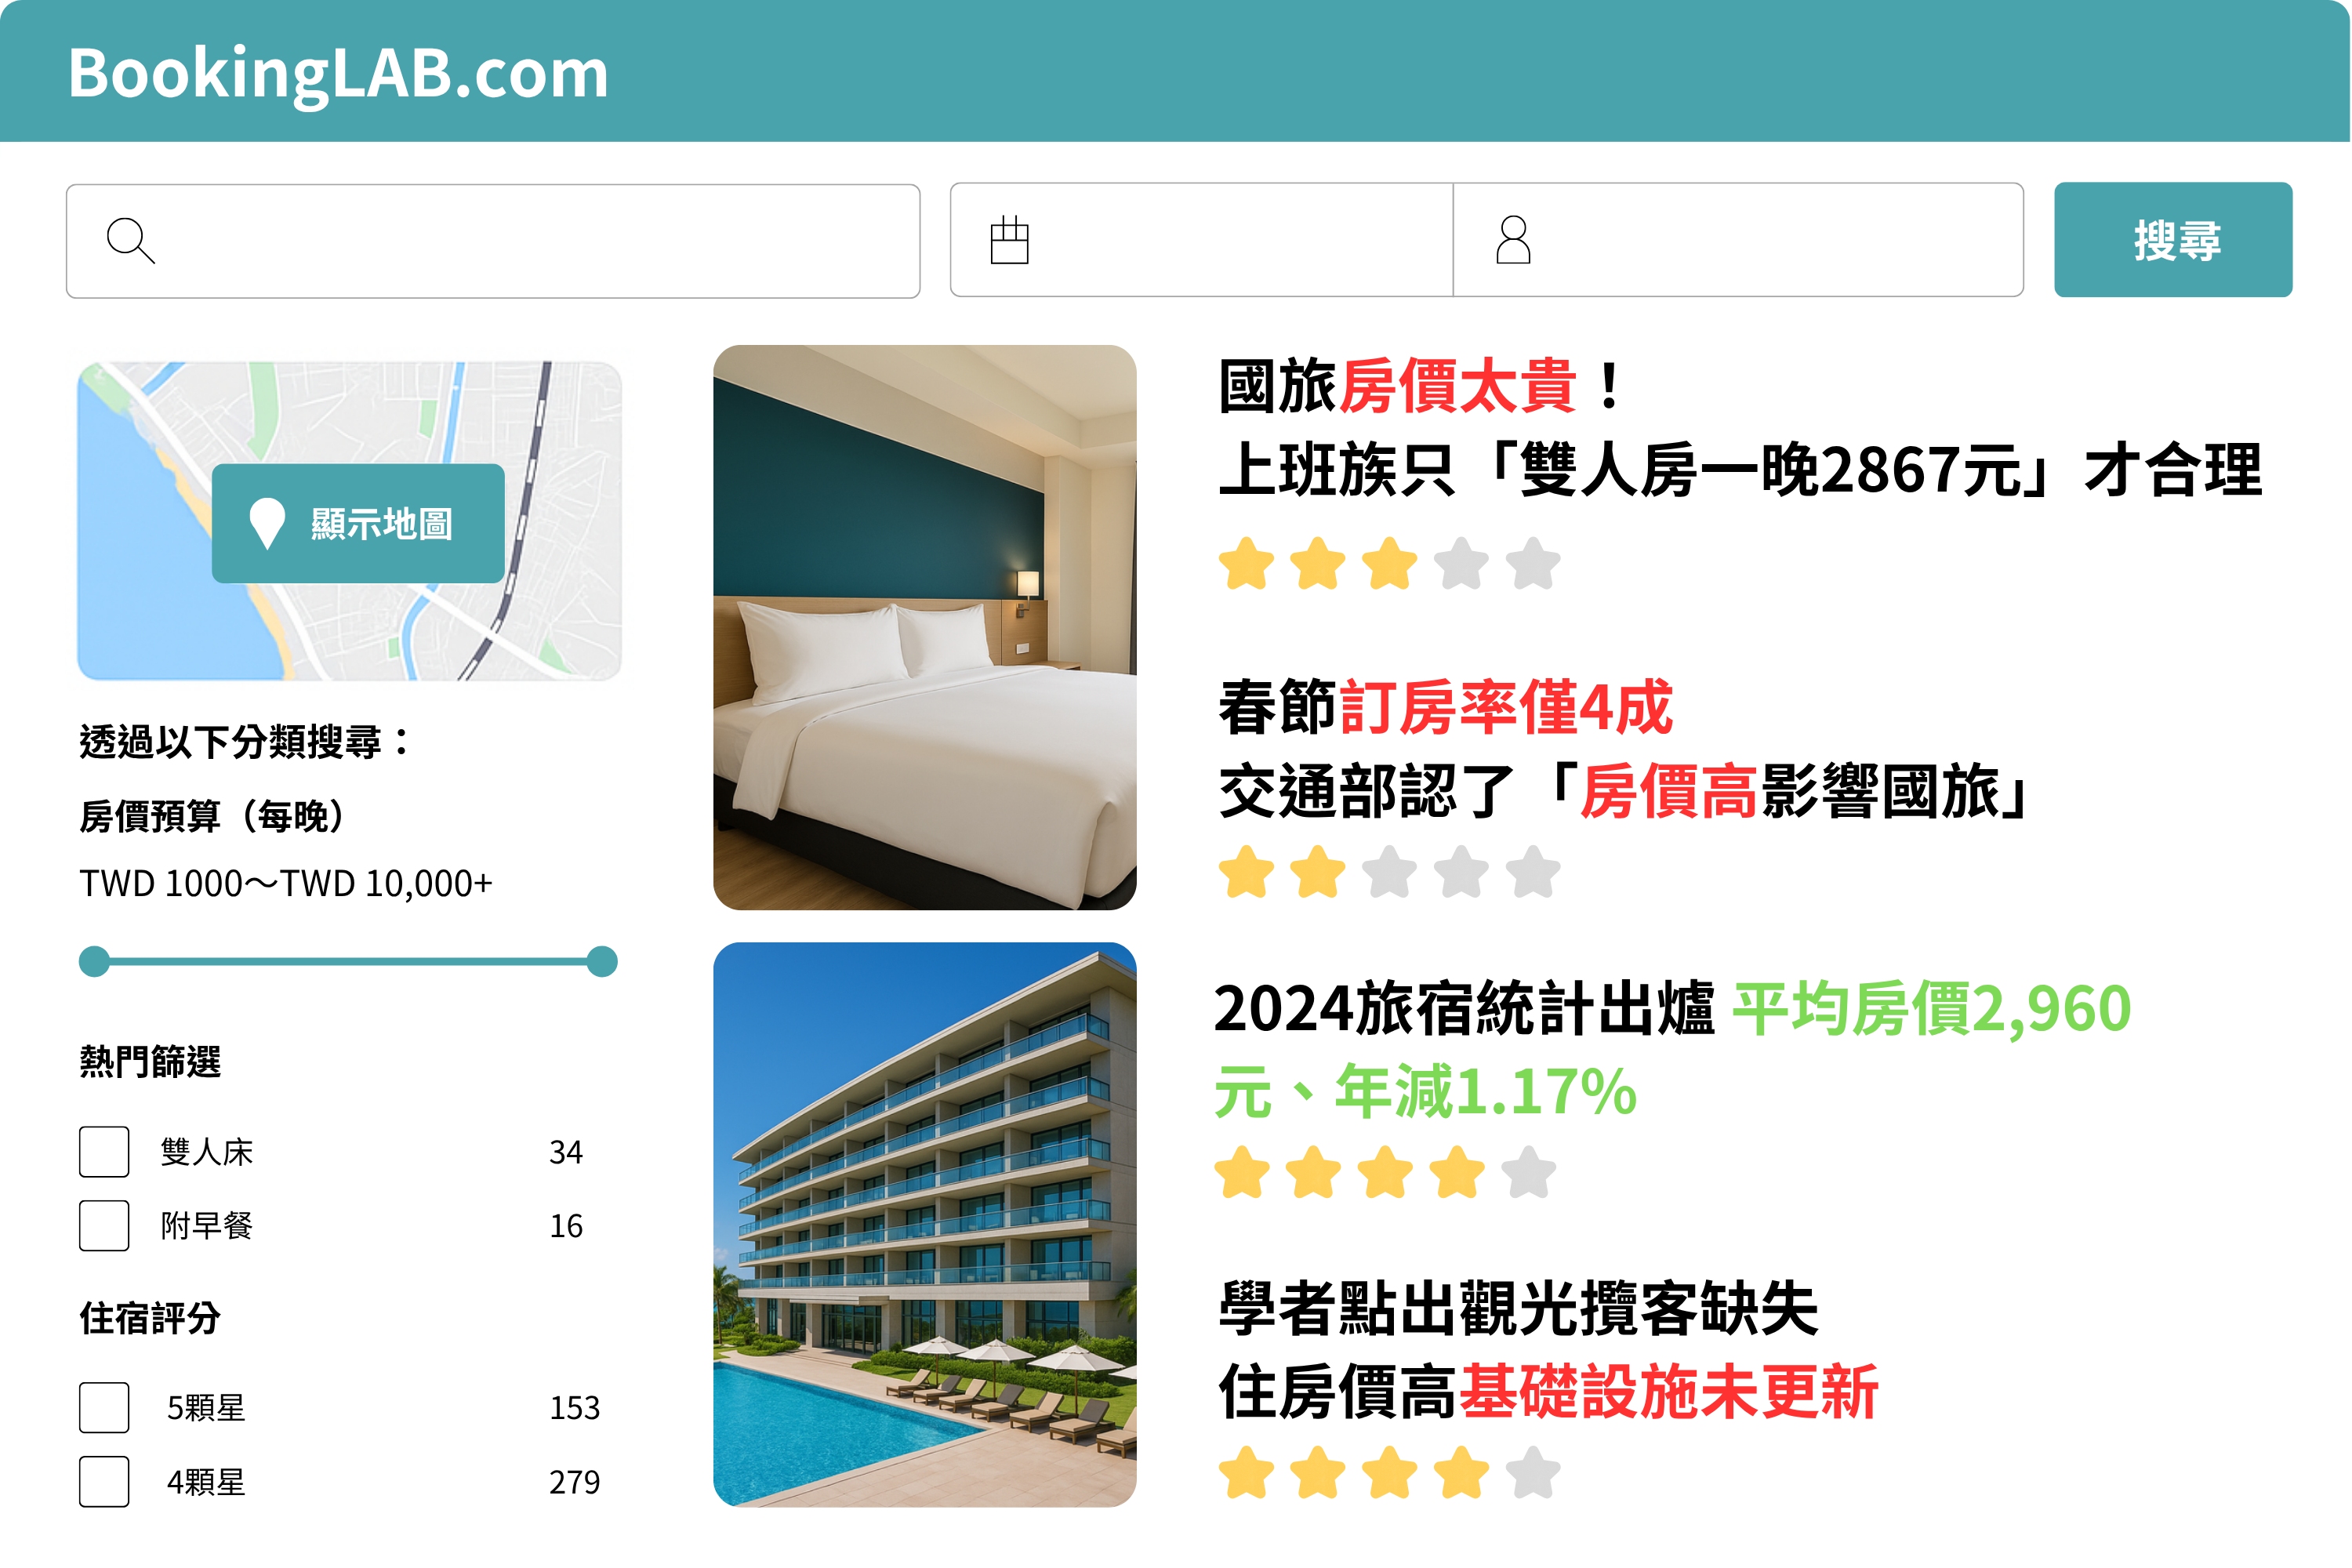 BookingLAB.com
搜尋
顯示地圖
透過以下分類搜尋：
房價預算（每晚）
TWD 1000～TWD 10,000+
熱門篩選
雙人床 34
附早餐 16
住宿評分
5顆星 153
4顆星 279
國旅房價太貴！
上班族只「雙人房一晚2867元」才合理
春節訂房率僅4成
交通部認了「房價高影響國旅」
2024旅宿統計出爐 平均房價2,960
元、年減1.17%
學者點出觀光攬客缺失
住房價高基礎設施未更新